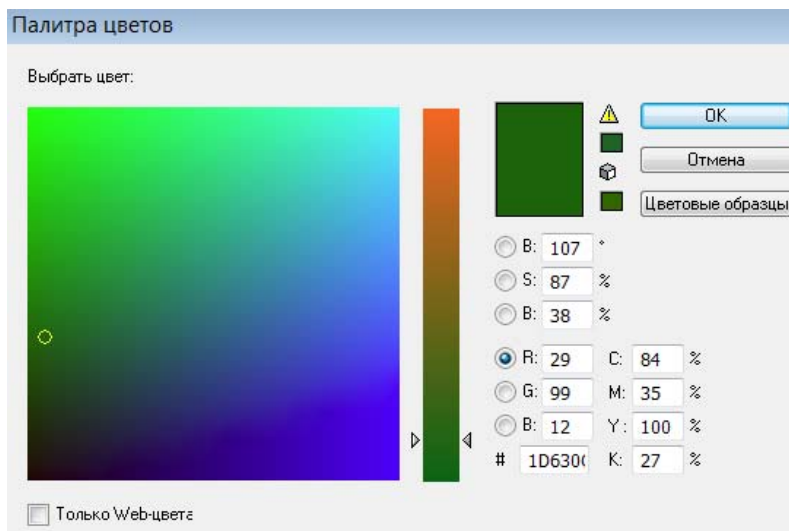 Палитра цветов
Выбрать цвет:
OK
Отмена
Цветовые образцы
B: 107 °
S: 87 %
B: 38 %
R: 29 C: 84 %
G: 99 M: 35 %
B: 12 Y: 100 %
# 1D630( K: 27 %
Только Web-цвета